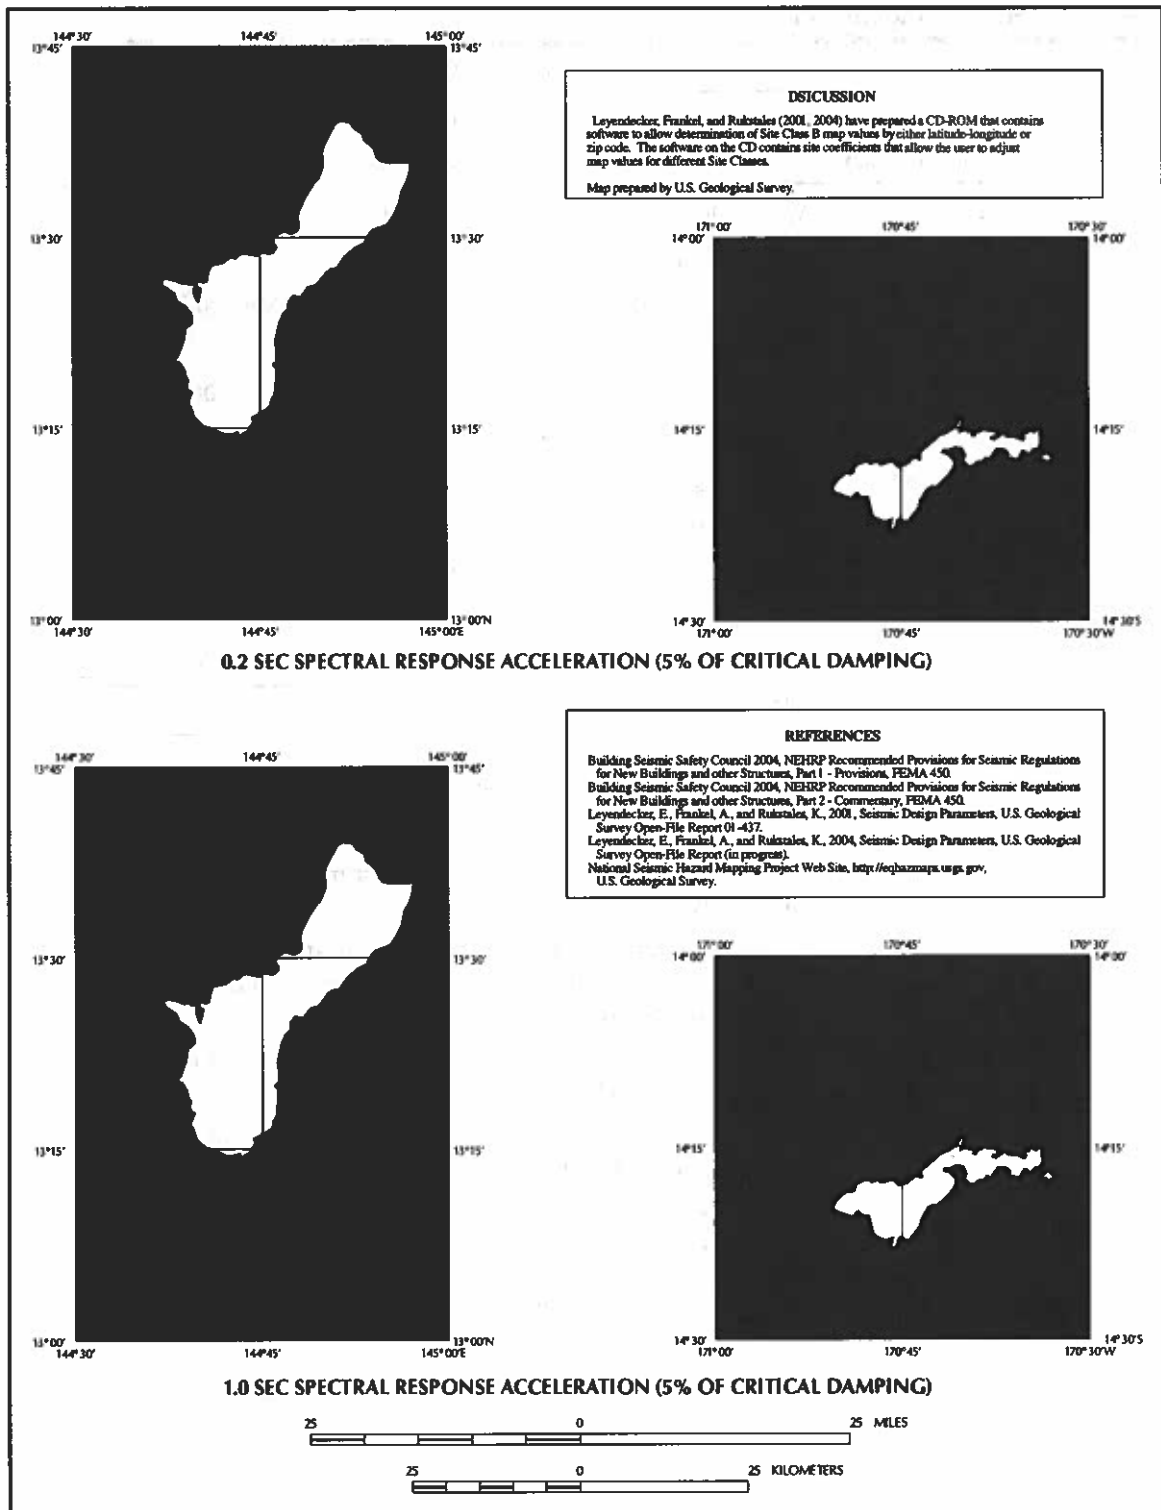 144°30'
144°45'
145°00'
13°45'
13°45'
13°30'
13°30'
13°15'
13°15'
13°00'
13°00'N
144°30'
144°45'
145°00'E
DSICUSSION
Leyendecker, Frankel, and Rukstales (2001, 2004) have prepared a CD-ROM that contains
software to allow determination of Site Class B map values by either latitude-longitude or
zip code. The software on the CD contains site coefficients that allow the user to adjust
map values for different Site Classes.
Map prepared by U.S. Geological Survey.
171°00'
170°45'
170°30'
14°00'
14°00'
14°15'
14°15'
14°30'
14°30'S
171°00'
170°45'
170°30'W
0.2 SEC SPECTRAL RESPONSE ACCELERATION (5% OF CRITICAL DAMPING)
144°30'
144°45'
145°00'
13°45'
13°45'
13°30'
13°30'
13°15'
13°15'
13°00'
13°00'N
144°30'
144°45'
145°00'E
REFERENCES
Building Seismic Safety Council 2004, NEHRP Recommended Provisions for Seismic Regulations
for New Buildings and other Structures, Part 1 - Provisions, FEMA 450.
Building Seismic Safety Council 2004, NEHRP Recommended Provisions for Seismic Regulations
for New Buildings and other Structures, Part 2 - Commentary, FEMA 450.
Leyendecker, E., Frankel, A., and Rukstales, K., 2001, Seismic Design Parameters, U.S. Geological
Survey Open-File Report 01-437.
Leyendecker, E., Frankel, A., and Rukstales, K., 2004, Seismic Design Parameters, U.S. Geological
Survey Open-File Report (in progress).
National Seismic Hazard Mapping Project Web Site, http://eqhazmaps.usgs.gov,
U.S. Geological Survey.
171°00'
170°45'
170°30'
14°00'
14°00'
14°15'
14°15'
14°30'
14°30'S
171°00'
170°45'
170°30'W
1.0 SEC SPECTRAL RESPONSE ACCELERATION (5% OF CRITICAL DAMPING)
25 0 25 MILES
25 0 25 KILOMETERS